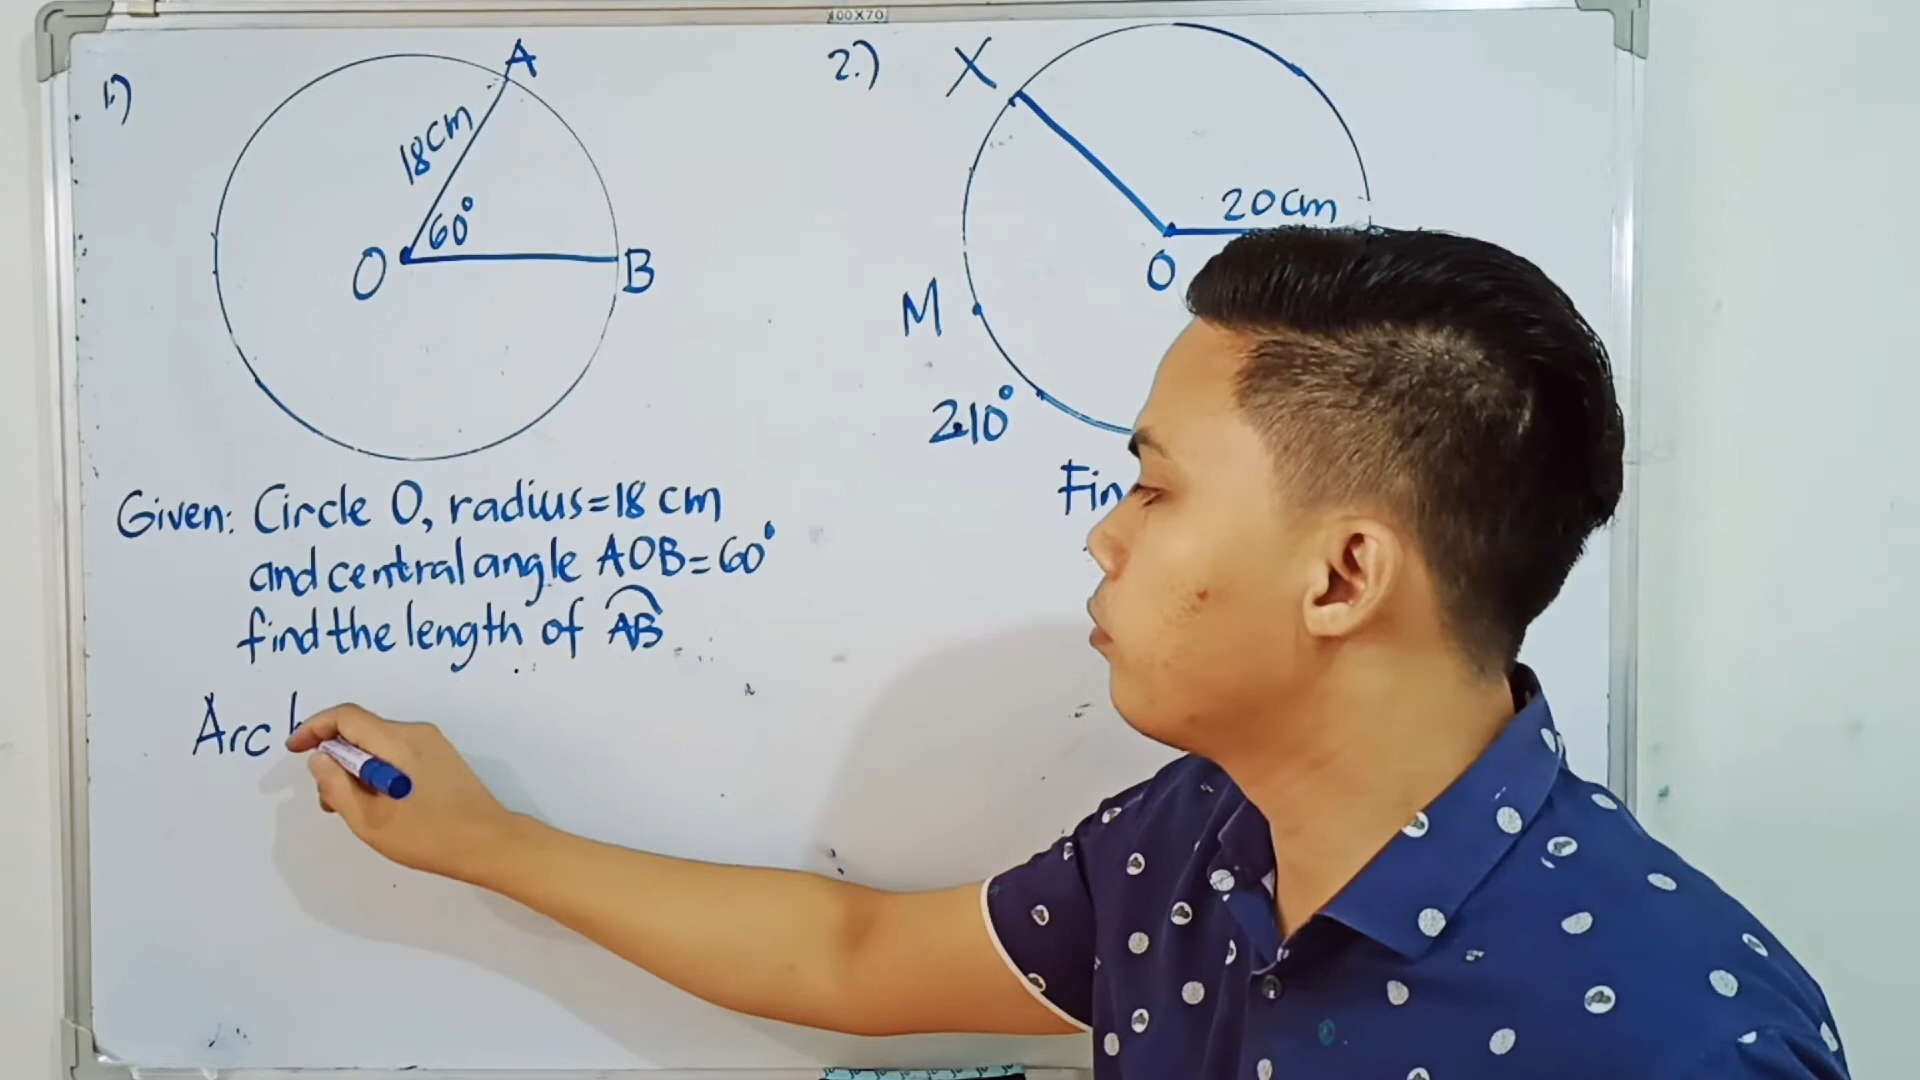 100X70
1.)
A
18cm
60°
O
B
Given: Circle O, radius=18 cm
and central angle AOB=60°
find the length of AB
Arc
2.)
X
20cm
O
M
210°